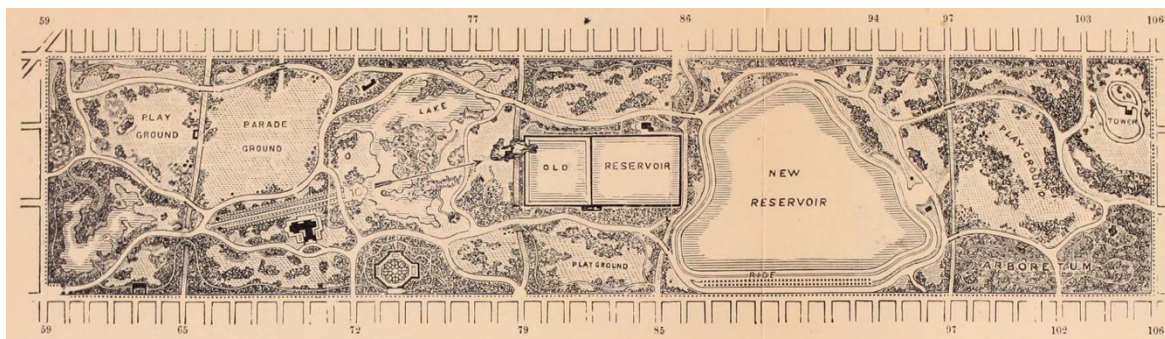 59 77 86 94 97 103 106
LAKE
PLAY
GROUND
PARADE
GROUND
OLD
RESERVOIR
NEW
RESERVOIR
PLAY-GROUND
TOWER
PLAYGROUND
RIDE
ARBORETUM
59 65 72 79 85 97 102 106